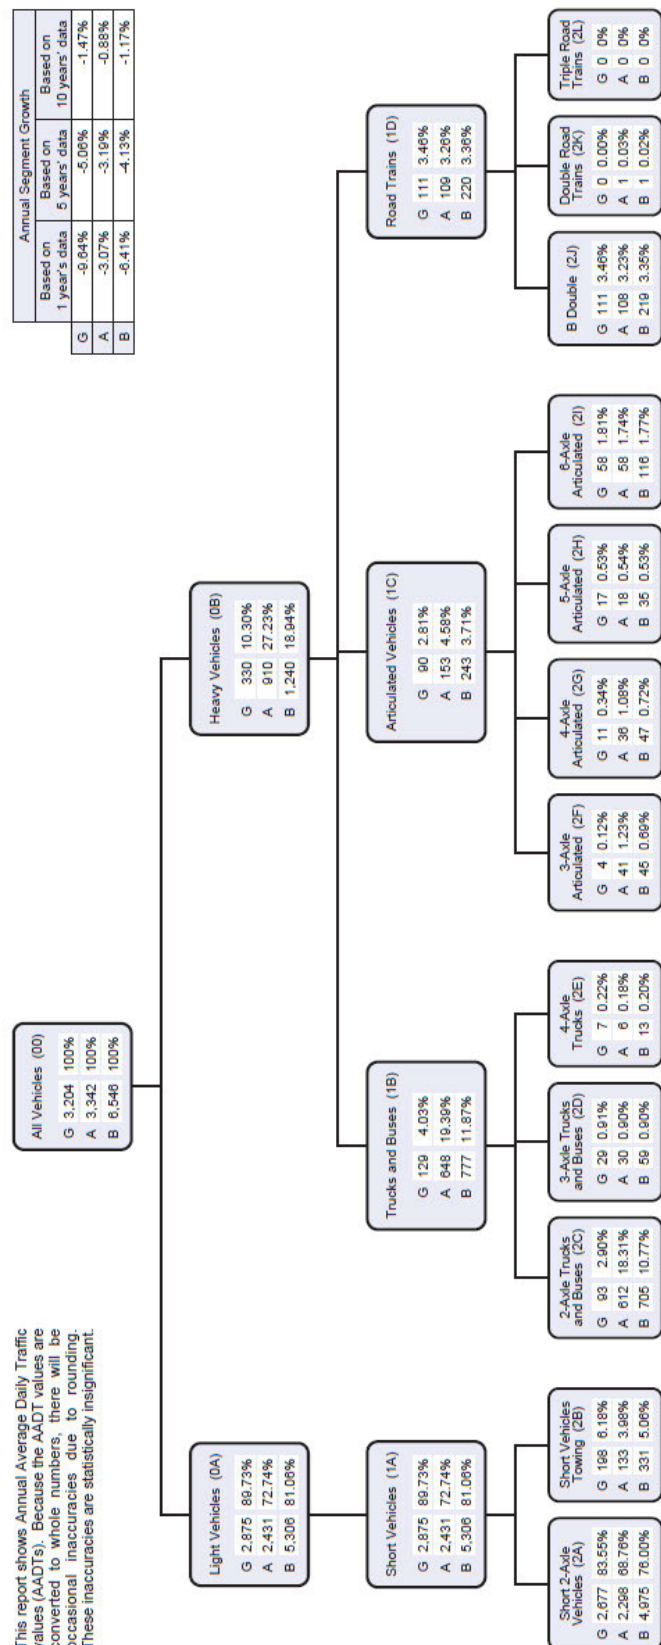 This report shows Annual Average Daily Traffic
values (AADTs). Because the AADT values are
converted to whole numbers, there will be
occasional inaccuracies due to rounding.
These inaccuracies are statistically insignificant.
Annual Segment Growth
Based on 1 year's data Based on 5 years' data Based on 10 years' data
G -9.64% -5.06% -1.47%
A -3.07% -3.19% -0.88%
B -6.41% -4.13% -1.17%
All Vehicles (00)
G 3,204 100%
A 3,342 100%
B 6,546 100%
Light Vehicles (0A)
G 2,875 89.73%
A 2,431 72.74%
B 5,306 81.06%
Heavy Vehicles (0B)
G 330 10.30%
A 910 27.23%
B 1,240 18.94%
Short Vehicles (1A)
G 2,875 89.73%
A 2,431 72.74%
B 5,306 81.06%
Trucks and Buses (1B)
G 129 4.03%
A 648 19.39%
B 777 11.87%
Articulated Vehicles (1C)
G 90 2.81%
A 153 4.58%
B 243 3.71%
Road Trains (1D)
G 111 3.46%
A 109 3.26%
B 220 3.36%
Short 2-Axle
Vehicles (2A)
G 2,677 83.55%
A 2,298 68.76%
B 4,975 76.00%
Short Vehicles
Towing (2B)
G 198 6.18%
A 133 3.98%
B 331 5.06%
2-Axle Trucks
and Buses (2C)
G 93 2.90%
A 612 18.31%
B 705 10.77%
3-Axle Trucks
and Buses (2D)
G 29 0.91%
A 30 0.90%
B 59 0.90%
4-Axle
Trucks (2E)
G 7 0.22%
A 6 0.18%
B 13 0.20%
3-Axle
Articulated (2F)
G 4 0.12%
A 41 1.23%
B 45 0.69%
4-Axle
Articulated (2G)
G 11 0.34%
A 36 1.08%
B 47 0.72%
5-Axle
Articulated (2H)
G 17 0.53%
A 18 0.54%
B 35 0.53%
6-Axle
Articulated (2I)
G 58 1.81%
A 58 1.74%
B 116 1.77%
B Double (2J)
G 111 3.46%
A 108 3.23%
B 219 3.35%
Double Road
Trains (2K)
G 0 0.00%
A 1 0.03%
B 1 0.02%
Triple Road
Trains (2L)
G 0 0%
A 0 0%
B 0 0%